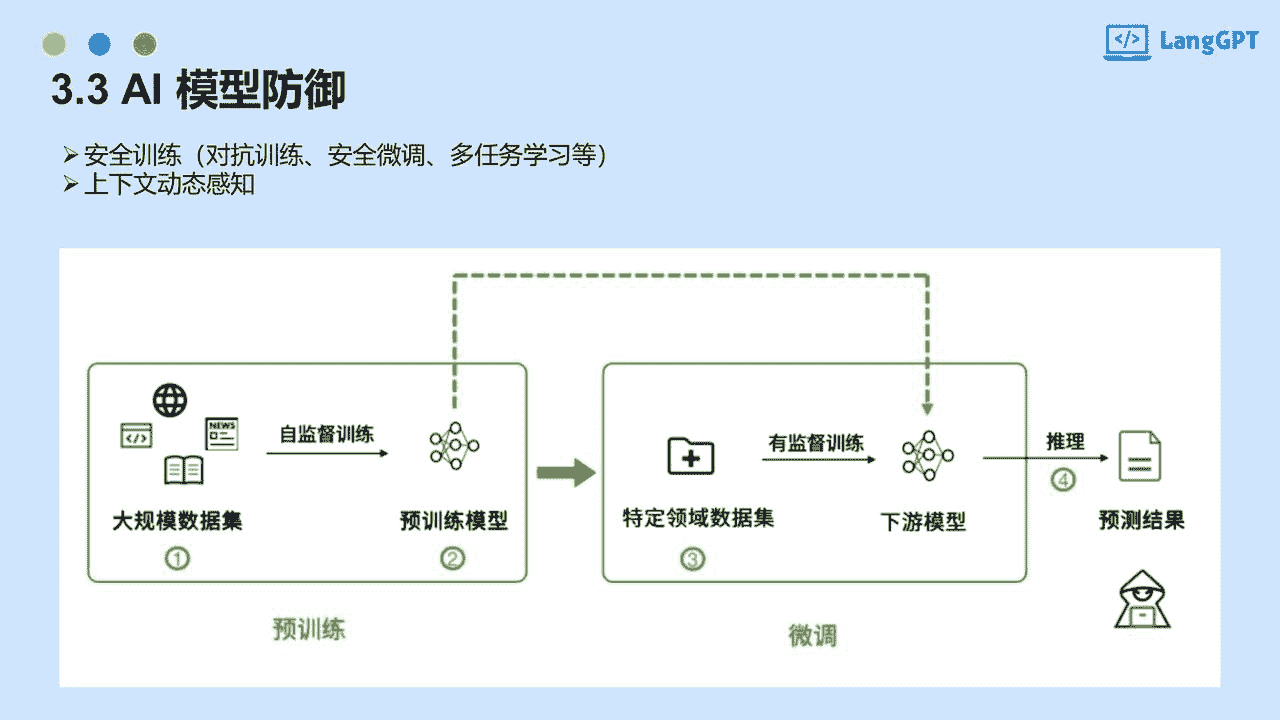 LangGPT
3.3 AI 模型防御
➢ 安全训练（对抗训练、安全微调、多任务学习等）
➢ 上下文动态感知
NEWS
</>
</>
自监督训练
大规模数据集
预训练模型
①
②
预训练
有监督训练
特定领域数据集
下游模型
③
微调
推理
④
预测结果